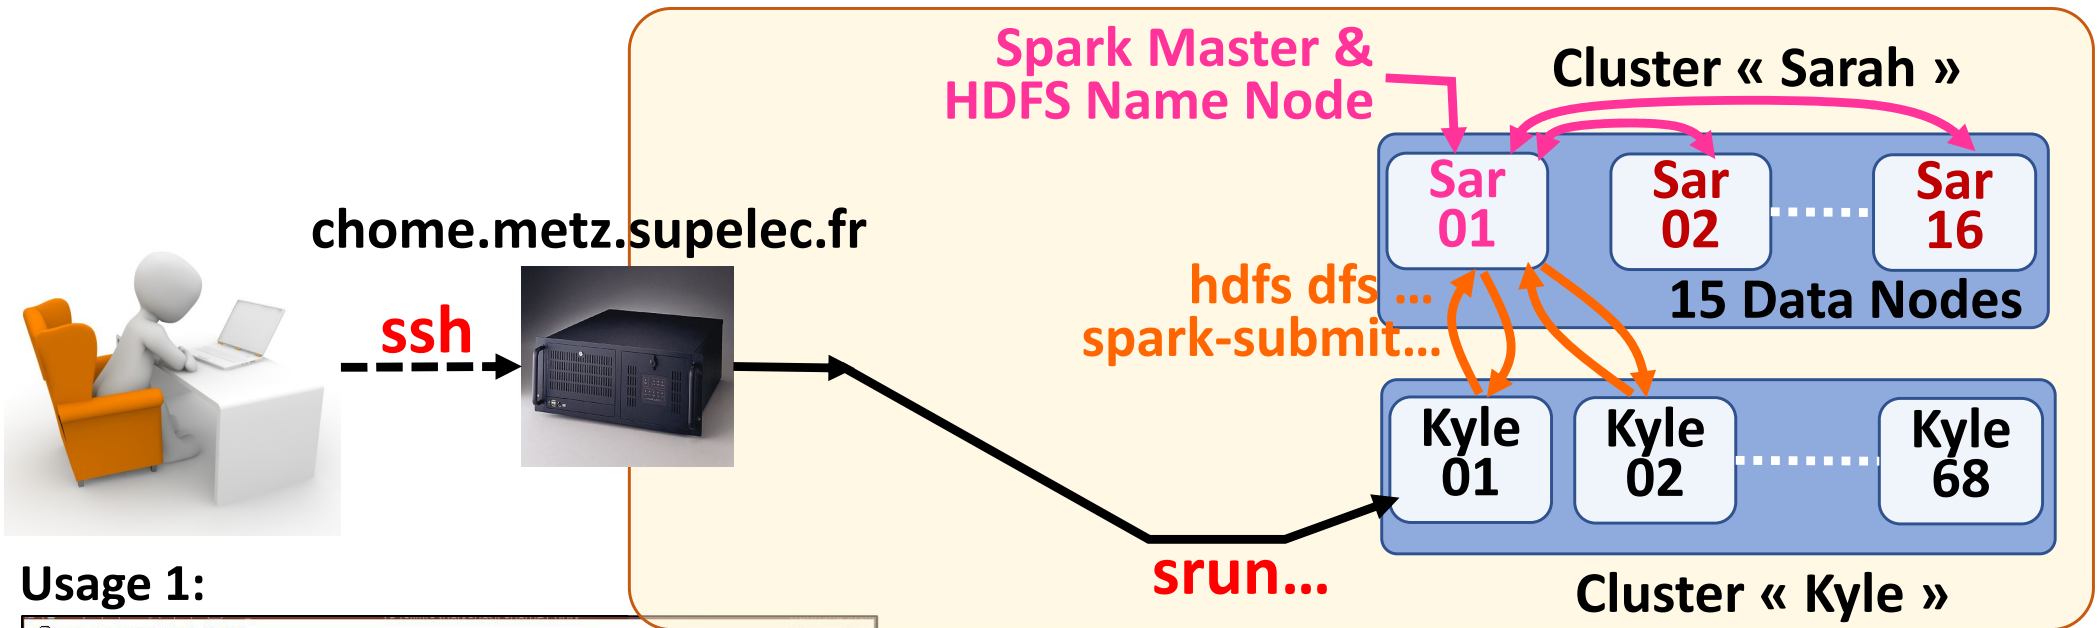 Spark Master &
HDFS Name Node
Cluster « Sarah »
Sar
01
Sar
02
Sar
16
15 Data Nodes
chome.metz.supelec.fr
ssh
hdfs dfs ...
spark-submit...
Kyle
01
Kyle
02
Kyle
68
srun...
Cluster « Kyle »
Usage 1: